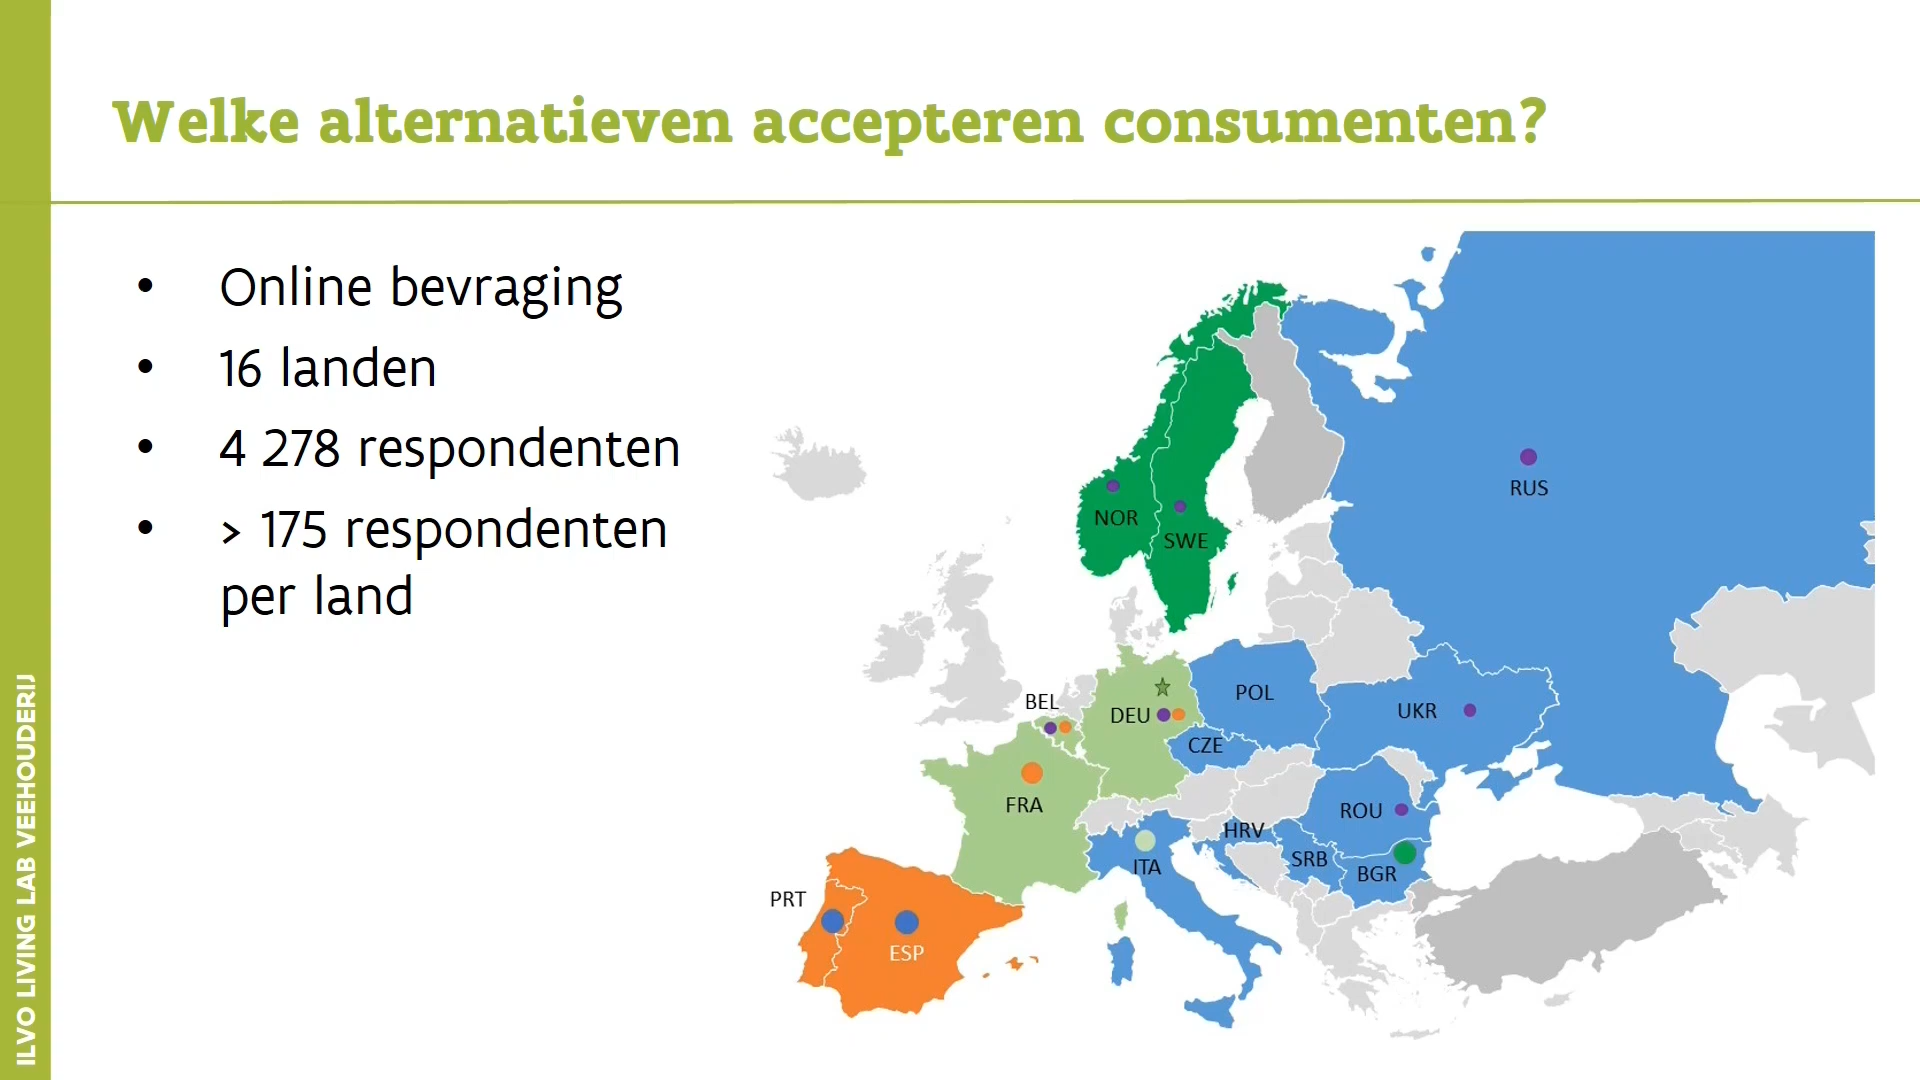 Welke alternatieven accepteren consumenten?
• Online bevraging
• 16 landen
• 4 278 respondenten
• > 175 respondenten
per land
RUS
NOR
SWE
BEL
DEU
POL
UKR
CZE
FRA
ROU
HRV
ITA
SRB
BGR
PRT
ESP
ILVO LIVING LAB VEEHOUDERIJ